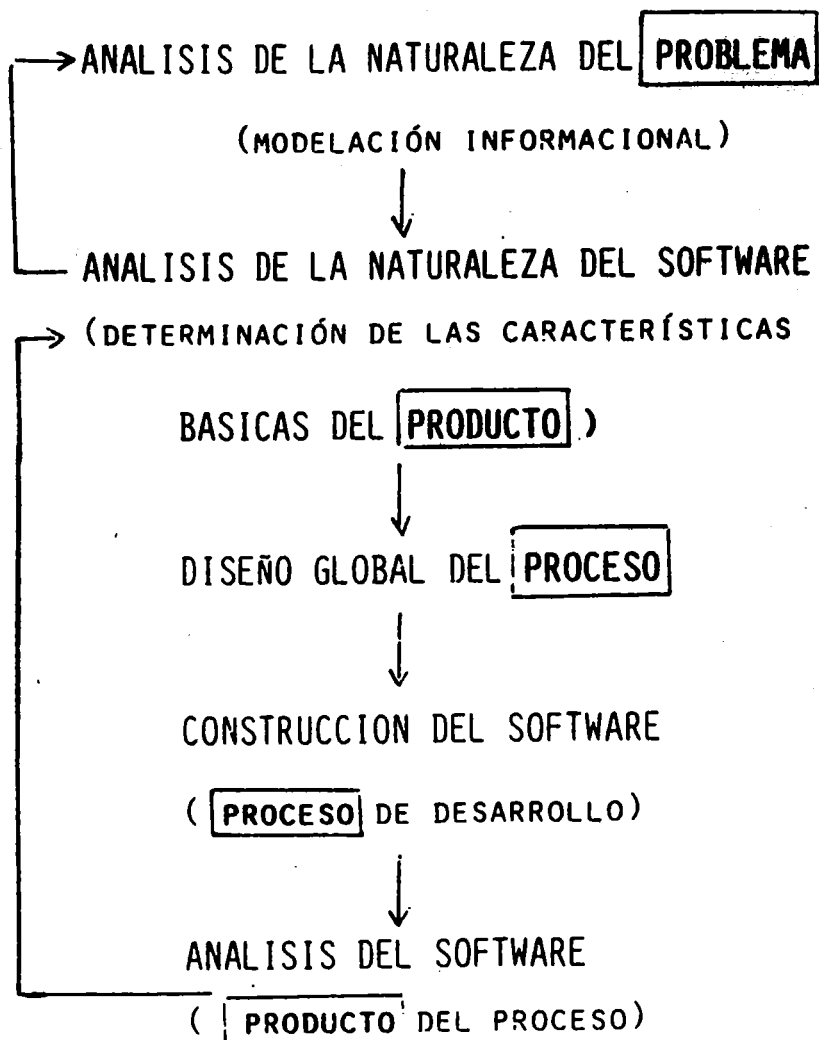 ANALISIS DE LA NATURALEZA DEL PROBLEMA
(MODELACIÓN INFORMACIONAL)
ANALISIS DE LA NATURALEZA DEL SOFTWARE
(DETERMINACIÓN DE LAS CARACTERÍSTICAS
BASICAS DEL PRODUCTO)
DISEÑO GLOBAL DEL PROCESO
CONSTRUCCION DEL SOFTWARE
(PROCESO DE DESARROLLO)
ANALISIS DEL SOFTWARE
(PRODUCTO DEL PROCESO)